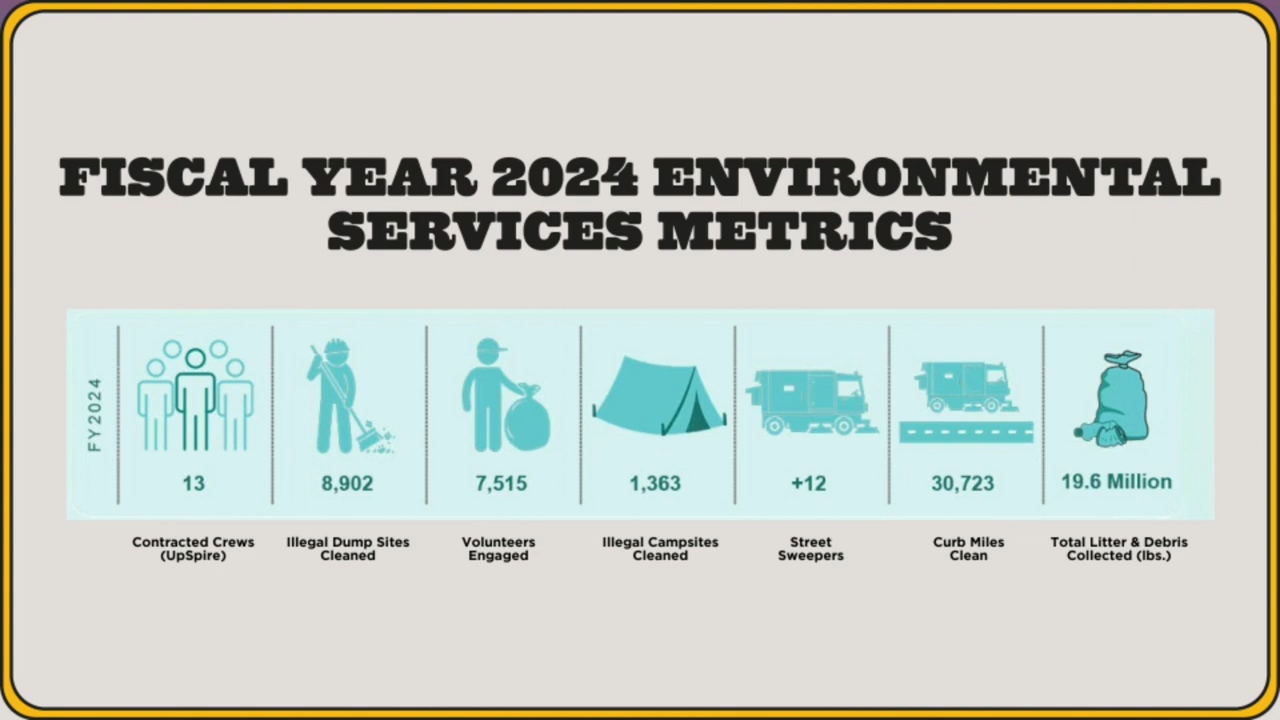 FISCAL YEAR 2024 ENVIRONMENTAL
SERVICES METRICS
FY2024
13
8,902
7,515
1,363
+12
30,723
19.6 Million
Contracted Crews
(UpSpire)
Illegal Dump Sites
Cleaned
Volunteers
Engaged
Illegal Campsites
Cleaned
Street
Sweepers
Curb Miles
Clean
Total Litter & Debris
Collected (lbs.)